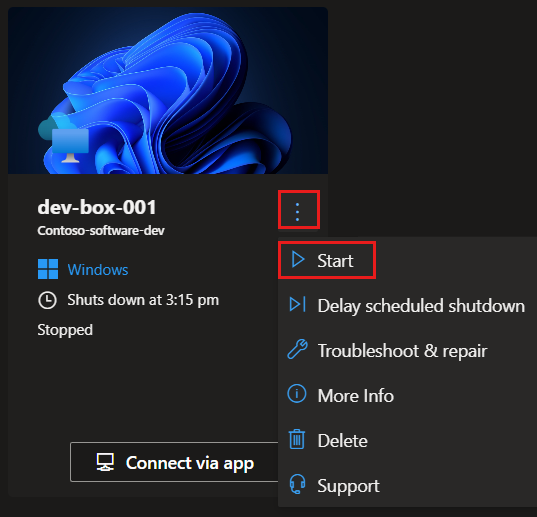 dev-box-001
Contoso-software-dev
Windows
Shuts down at 3:15 pm
Stopped
Connect via app
Start
Delay scheduled shutdown
Troubleshoot & repair
More Info
Delete
Support